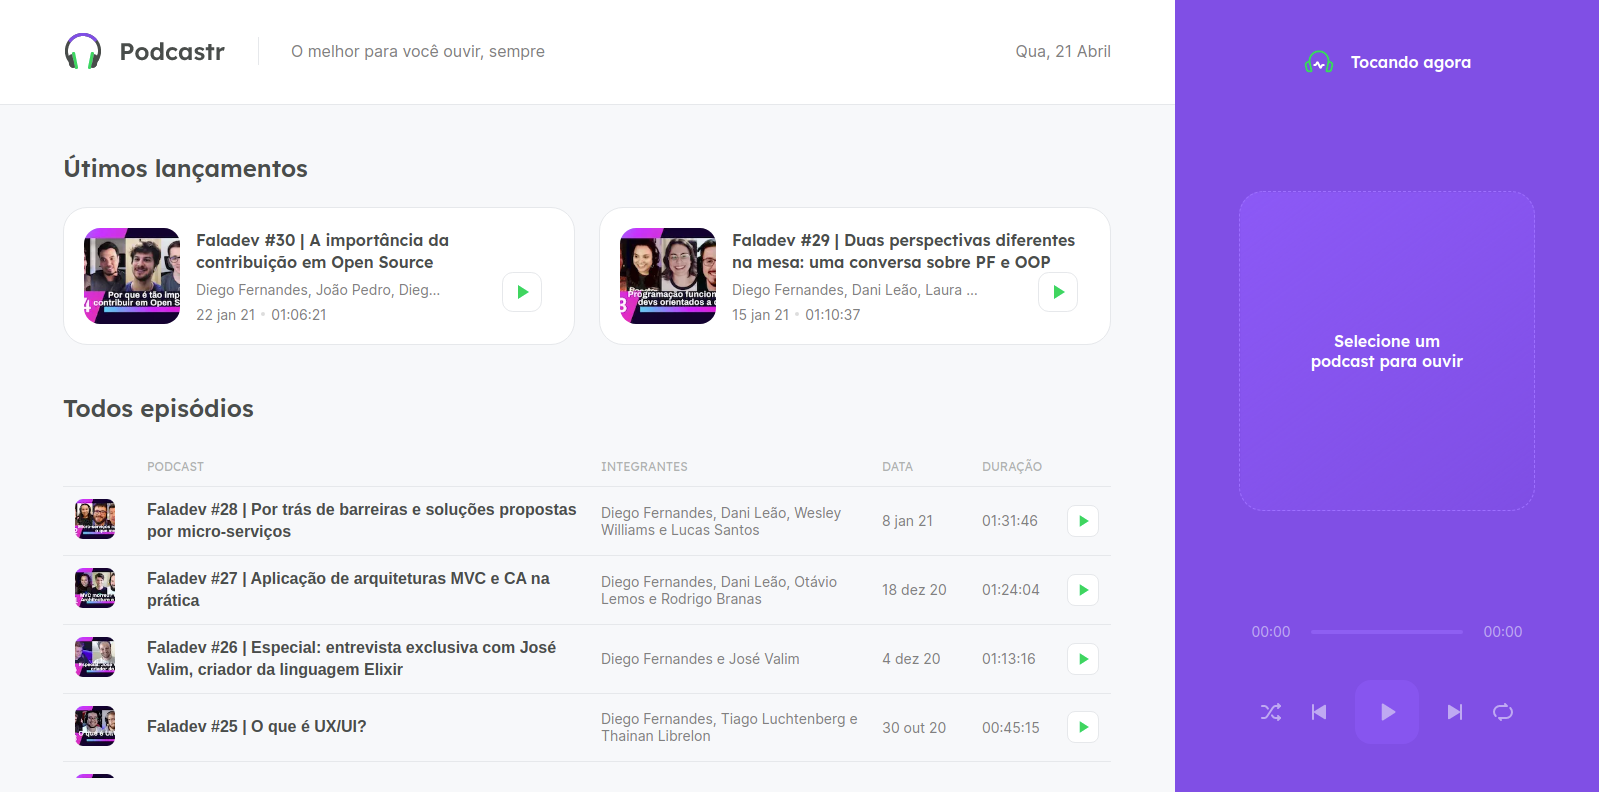 Podcastr
O melhor para você ouvir, sempre
Qua, 21 Abril
Tocando agora
Útimos lançamentos
Faladev #30 | A importância da
contribuição em Open Source
Diego Fernandes, João Pedro, Dieg...
22 jan 21 • 01:06:21
Por que é tão imp
contribuir em Open S
Faladev #29 | Duas perspectivas diferentes
na mesa: uma conversa sobre PF e OOP
Diego Fernandes, Dani Leão, Laura ...
15 jan 21 • 01:10:37
Programação funcion
devs orientados a
Selecione um
podcast para ouvir
Todos episódios
PODCAST INTEGRANTES DATA DURAÇÃO
Faladev #28 | Por trás de barreiras e soluções propostas
por micro-serviços
Diego Fernandes, Dani Leão, Wesley
Williams e Lucas Santos
8 jan 21
01:31:46
Faladev #27 | Aplicação de arquiteturas MVC e CA na
prática
Diego Fernandes, Dani Leão, Otávio
Lemos e Rodrigo Branas
18 dez 20
01:24:04
Faladev #26 | Especial: entrevista exclusiva com José
Valim, criador da linguagem Elixir
Diego Fernandes e José Valim
4 dez 20
01:13:16
Faladev #25 | O que é UX/UI?
Diego Fernandes, Tiago Luchtenberg e
Thainan Librelon
30 out 20
00:45:15
00:00
00:00